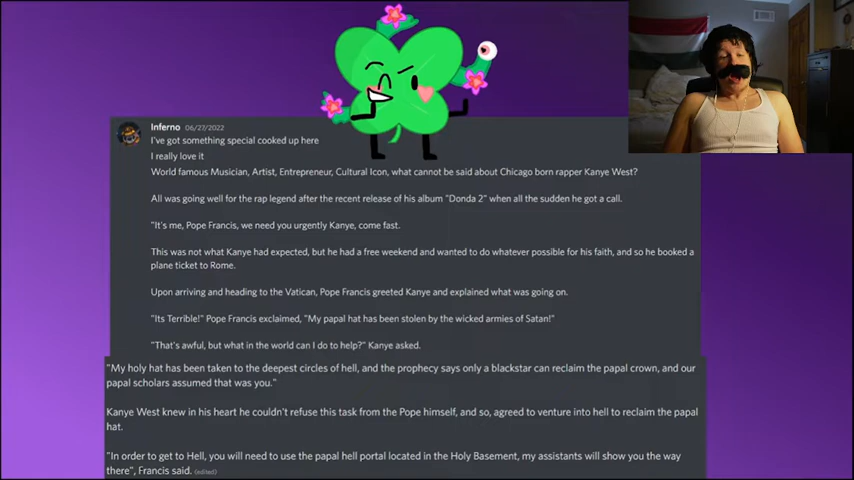 Inferno 06/27/2022
I've got something special cooked up here
I really love it
World famous Musician, Artist, Entrepreneur, Cultural Icon, what cannot be said about Chicago born rapper Kanye West?
All was going well for the rap legend after the recent release of his album "Donda 2" when all the sudden he got a call.
"It's me, Pope Francis, we need you urgently Kanye, come fast.
This was not what Kanye had expected, but he had a free weekend and wanted to do whatever possible for his faith, and so he booked a
plane ticket to Rome.
Upon arriving and heading to the Vatican, Pope Francis greeted Kanye and explained what was going on.
"Its Terrible!" Pope Francis exclaimed, "My papal hat has been stolen by the wicked armies of Satan!"
"That's awful, but what in the world can I do to help?" Kanye asked.
"My holy hat has been taken to the deepest circles of hell, and the prophecy says only a blackstar can reclaim the papal crown, and our
papal scholars assumed that was you."
Kanye West knew in his heart he couldn't refuse this task from the Pope himself, and so, agreed to venture into hell to reclaim the papal
hat.
"In order to get to Hell, you will need to use the papal hell portal located in the Holy Basement, my assistants will show you the way
there", Francis said. (edited)